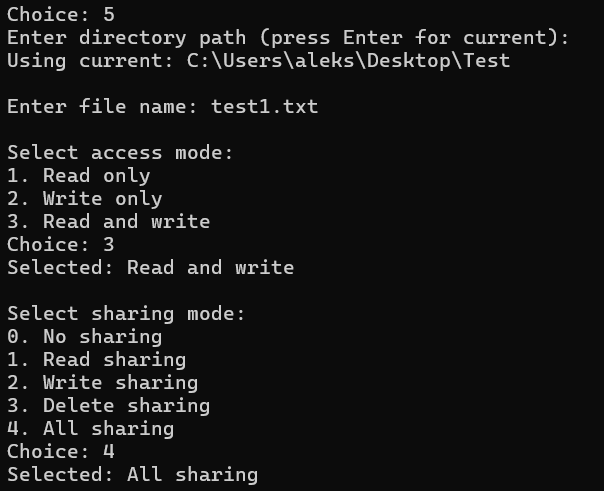 Choice: 5
Enter directory path (press Enter for current):
Using current: C:\Users\aleks\Desktop\Test
Enter file name: test1.txt
Select access mode:
1. Read only
2. Write only
3. Read and write
Choice: 3
Selected: Read and write
Select sharing mode:
0. No sharing
1. Read sharing
2. Write sharing
3. Delete sharing
4. All sharing
Choice: 4
Selected: All sharing